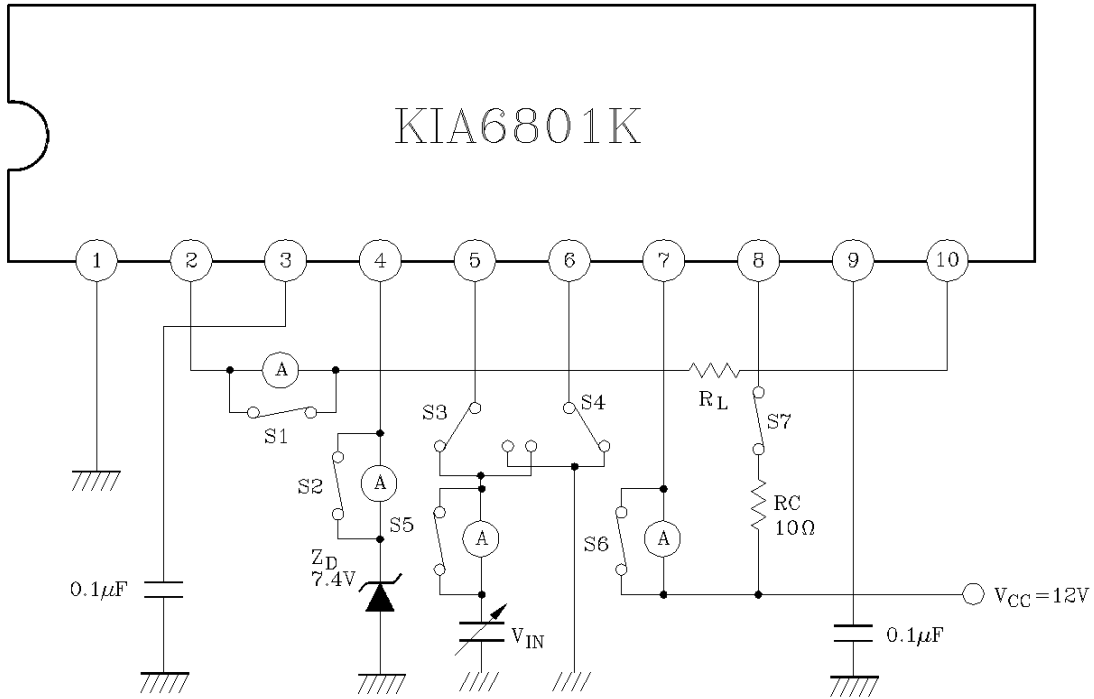 KIA6801K
1 2 3 4 5 6 7 8 9 10
A
RL
S3
S4
S7
S1
S2
A
S5
A
S6
A
RC
10Ω
ZD
7.4V
0.1μF
VCC=12V
VIN
0.1μF